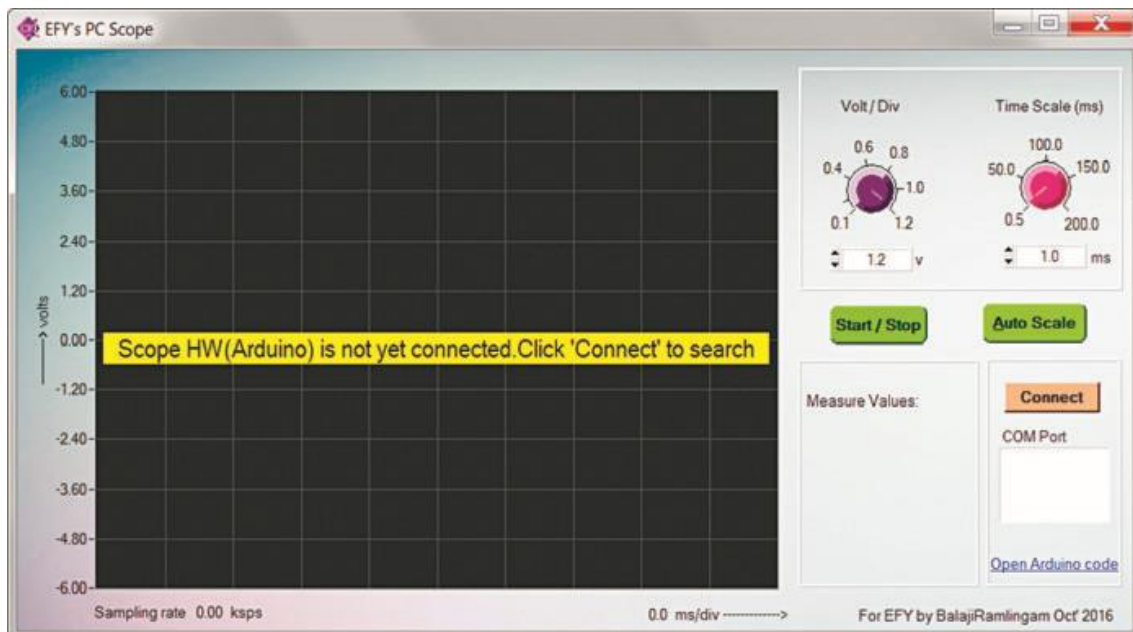 EFY's PC Scope
6.00
4.80
3.60
2.40
1.20
0.00
-1.20
-2.40
-3.60
-4.80
-6.00
volts
Scope HW(Arduino) is not yet connected.Click 'Connect' to search
Sampling rate 0.00 ksps
0.0 ms/div ------------>
Volt / Div
0.6 0.8
0.4
1.0
0.1 1.2
1.2 v
Time Scale (ms)
100.0
50.0 150.0
0.5 200.0
1.0 ms
Start / Stop
Auto Scale
Measure Values:
Connect
COM Port
Open Arduino code
For EFY by BalajiRamlingam Oct' 2016